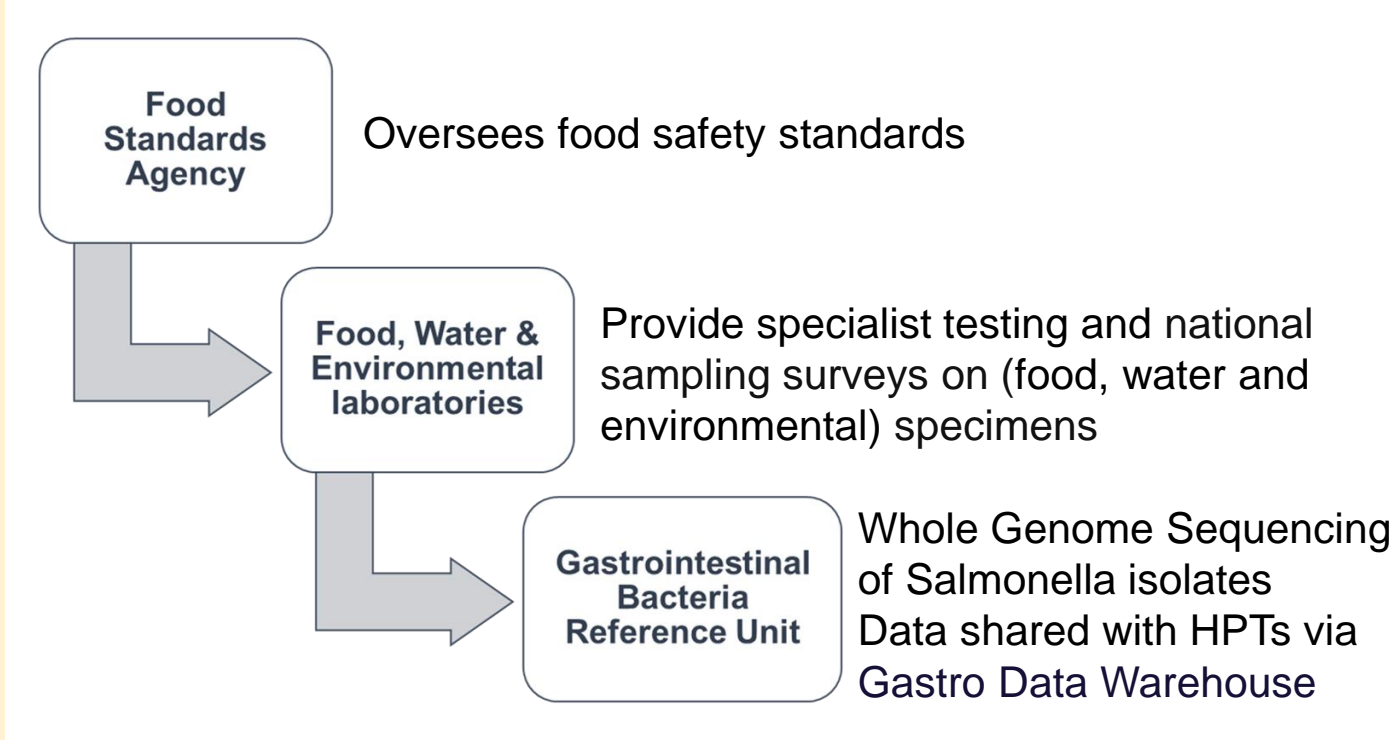 Food
Standards
Agency
Oversees food safety standards
Food, Water &
Environmental
laboratories
Provide specialist testing and national
sampling surveys on (food, water and
environmental) specimens
Gastrointestinal
Bacteria
Reference Unit
Whole Genome Sequencing
of Salmonella isolates
Data shared with HPTs via
Gastro Data Warehouse